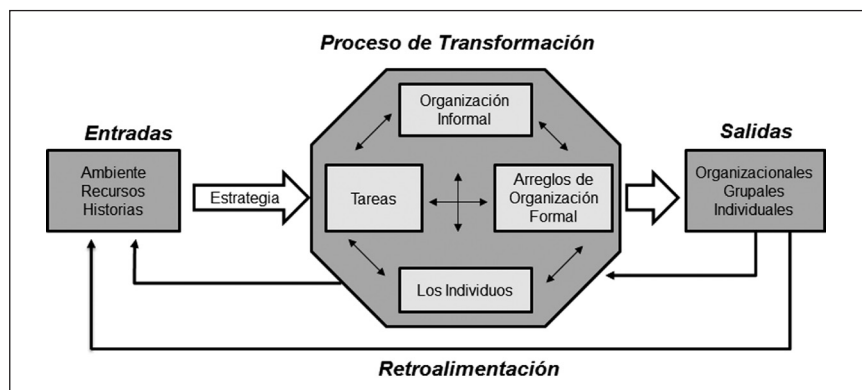 Proceso de Transformación
Entradas
Ambiente
Recursos
Historias
Estrategia
Organización
Informal
Tareas
Arreglos de
Organización
Formal
Los Individuos
Salidas
Organizacionales
Grupales
Individuales
Retroalimentación